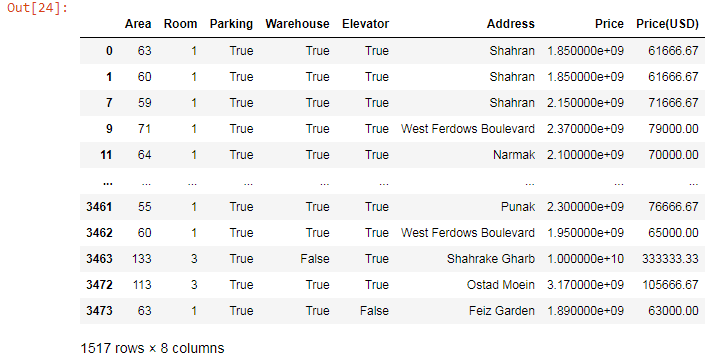 Out[24]:
Area Room Parking Warehouse Elevator Address Price Price(USD)
0 63 1 True True True Shahran 1.850000e+09 61666.67
1 60 1 True True True Shahran 1.850000e+09 61666.67
7 59 1 True True True Shahran 2.150000e+09 71666.67
9 71 1 True True True West Ferdows Boulevard 2.370000e+09 79000.00
11 64 1 True True True Narmak 2.100000e+09 70000.00
... ... ... ... ... ... ... ... ...
3461 55 1 True True True Punak 2.300000e+09 76666.67
3462 60 1 True True True West Ferdows Boulevard 1.950000e+09 65000.00
3463 133 3 True False True Shahrake Gharb 1.000000e+10 333333.33
3472 113 3 True True True Ostad Moein 3.170000e+09 105666.67
3473 63 1 True True False Feiz Garden 1.890000e+09 63000.00
1517 rows × 8 columns